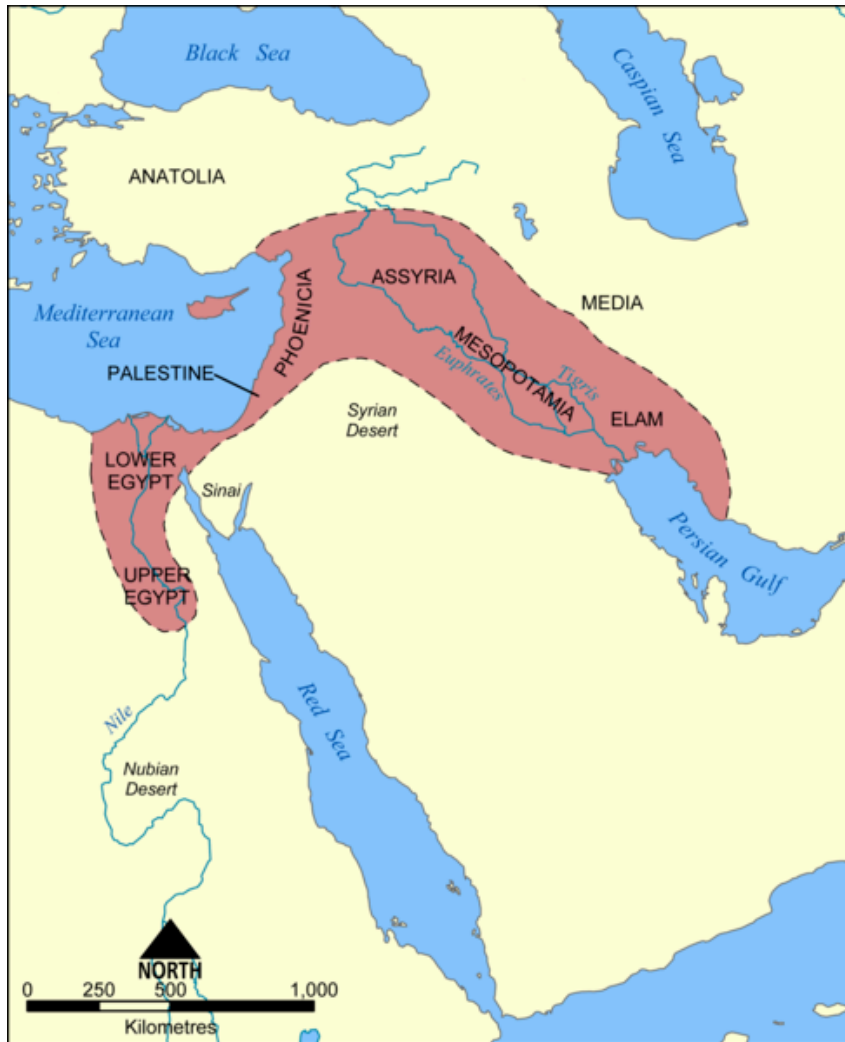 Black Sea
Caspian Sea
ANATOLIA
ASSYRIA
MEDIA
Mediterranean
Sea
PHOENICIA
MESOPOTAMIA
Euphrates
Tigris
PALESTINE
ELAM
Syrian
Desert
LOWER
EGYPT
Sinai
Persian Gulf
UPPER
EGYPT
Red Sea
Nile
Nubian
Desert
NORTH
0 250 500 1,000
Kilometres